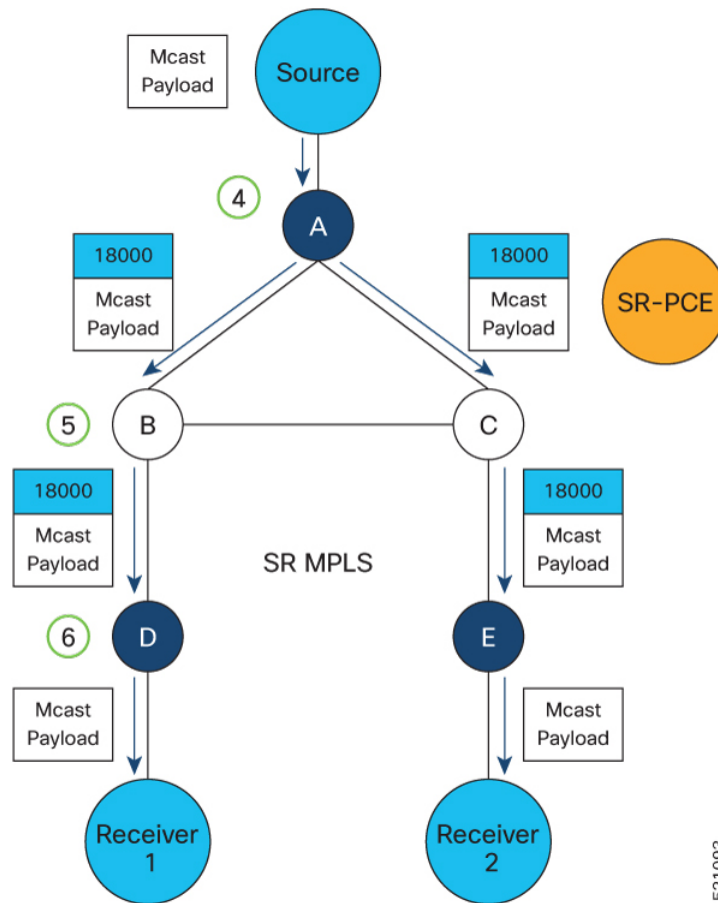 Mcast
Payload
Source
4
A
18000
Mcast
Payload
18000
Mcast
Payload
SR-PCE
5
B
C
18000
Mcast
Payload
SR MPLS
18000
Mcast
Payload
6
D
E
Mcast
Payload
Mcast
Payload
Receiver
1
Receiver
2